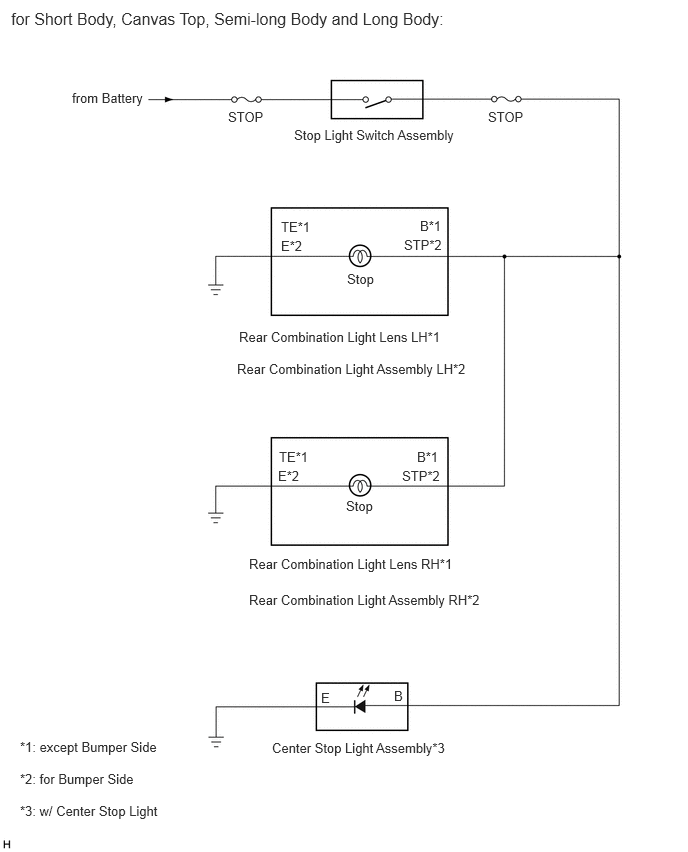 for Short Body, Canvas Top, Semi-long Body and Long Body:
from Battery
STOP
STOP
Stop Light Switch Assembly
TE*1
B*1
E*2
STP*2
Stop
Rear Combination Light Lens LH*1
Rear Combination Light Assembly LH*2
TE*1
B*1
E*2
STP*2
Stop
Rear Combination Light Lens RH*1
Rear Combination Light Assembly RH*2
E
B
Center Stop Light Assembly*3
*1: except Bumper Side
*2: for Bumper Side
*3: w/ Center Stop Light
H